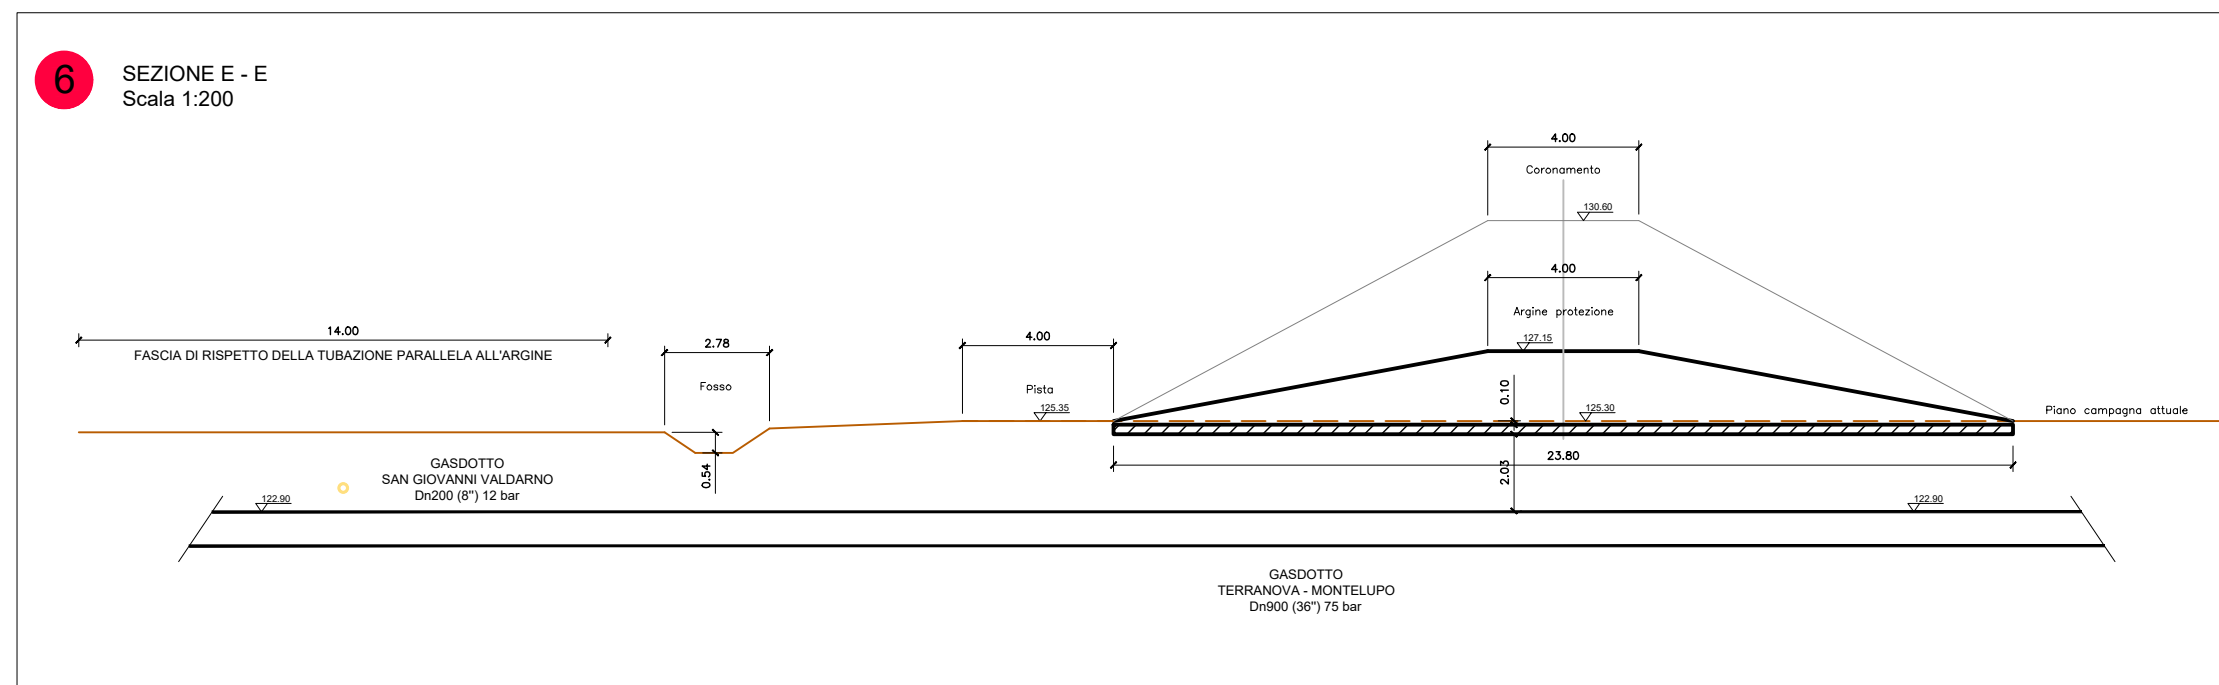 6
SEZIONE E - E
Scala 1:200
4.00
Coronamento
130.60
4.00
Argine protezione
127.15
14.00
FASCIA DI RISPETTO DELLA TUBAZIONE PARALLELA ALL'ARGINE
2.78
Fosso
4.00
Pista
125.35
0.10
125.30
Piano campagna attuale
0.54
23.80
2.03
GASDOTTO
SAN GIOVANNI VALDARNO
Dn200 (8") 12 bar
122.90
122.90
GASDOTTO
TERRANOVA - MONTELUPO
Dn900 (36") 75 bar